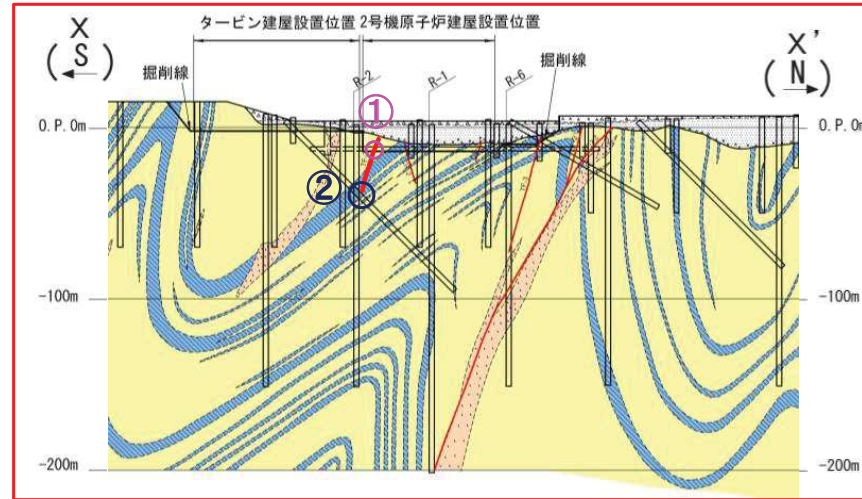 タービン建屋設置位置 2号機原子炉建屋設置位置
X
(S)
掘削線
R-2
R-1
R-6
掘削線
X'
(N)
①
②
0.P.0m
0.P.0m
-100m
-100m
-200m
-200m